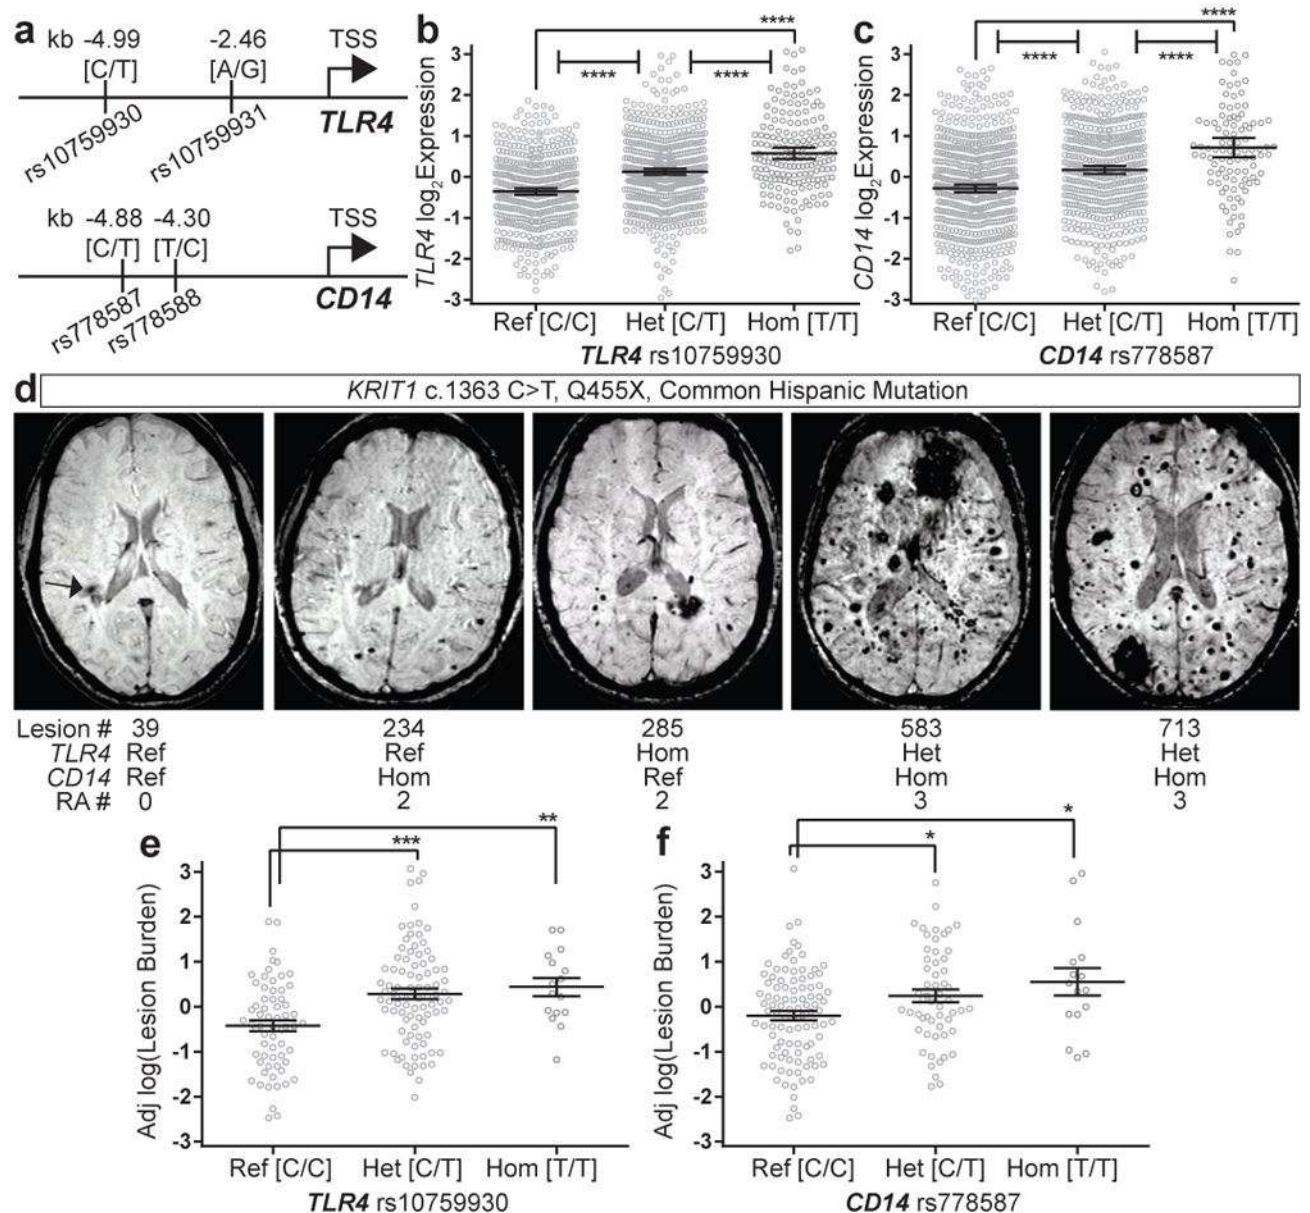 a
kb -4.99 -2.46 TSS
[C/T] [A/G]
rs10759930 rs10759931 TLR4
kb -4.88 -4.30 TSS
[C/T] [T/C]
rs778587 rs778588 CD14
b
TLR4 log2Expression
3
2
1
0
-1
-2
-3
**** **** ****
Ref [C/C] Het [C/T] Hom [T/T]
TLR4 rs10759930
c
CD14 log2Expression
3
2
1
0
-1
-2
-3
**** **** ****
Ref [C/C] Het [C/T] Hom [T/T]
CD14 rs778587
d
KRIT1 c.1363 C>T, Q455X, Common Hispanic Mutation
Lesion # 39 234 285 583 713
TLR4 Ref Ref Hom Het Het
CD14 Ref Hom Ref Hom Hom
RA # 0 2 2 3 3
e
Adj log(Lesion Burden)
3
2
1
0
-1
-2
-3
*** **
Ref [C/C] Het [C/T] Hom [T/T]
TLR4 rs10759930
f
Adj log(Lesion Burden)
3
2
1
0
-1
-2
-3
* *
Ref [C/C] Het [C/T] Hom [T/T]
CD14 rs778587